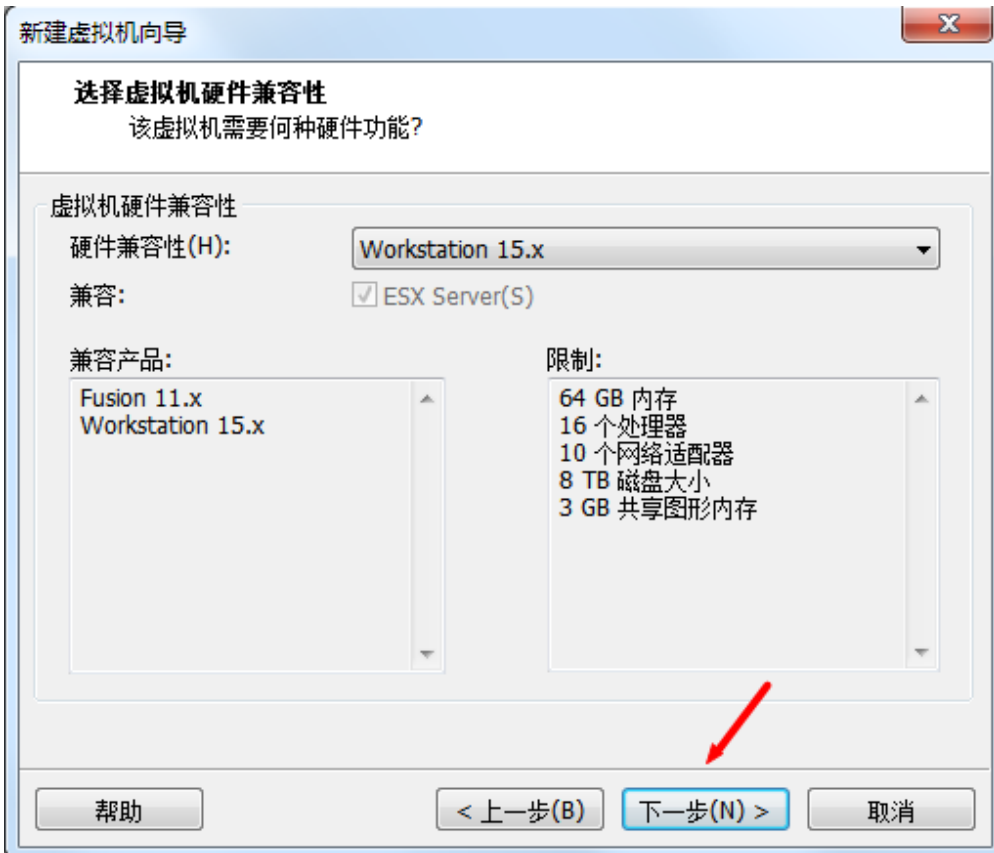 新建虚拟机向导
选择虚拟机硬件兼容性
该虚拟机需要何种硬件功能?
虚拟机硬件兼容性
硬件兼容性(H):
Workstation 15.x
兼容:
ESX Server(S)
兼容产品:
Fusion 11.x
Workstation 15.x
限制:
64 GB 内存
16 个处理器
10 个网络适配器
8 TB 磁盘大小
3 GB 共享图形内存
帮助
< 上一步(B)
下一步(N) >
取消